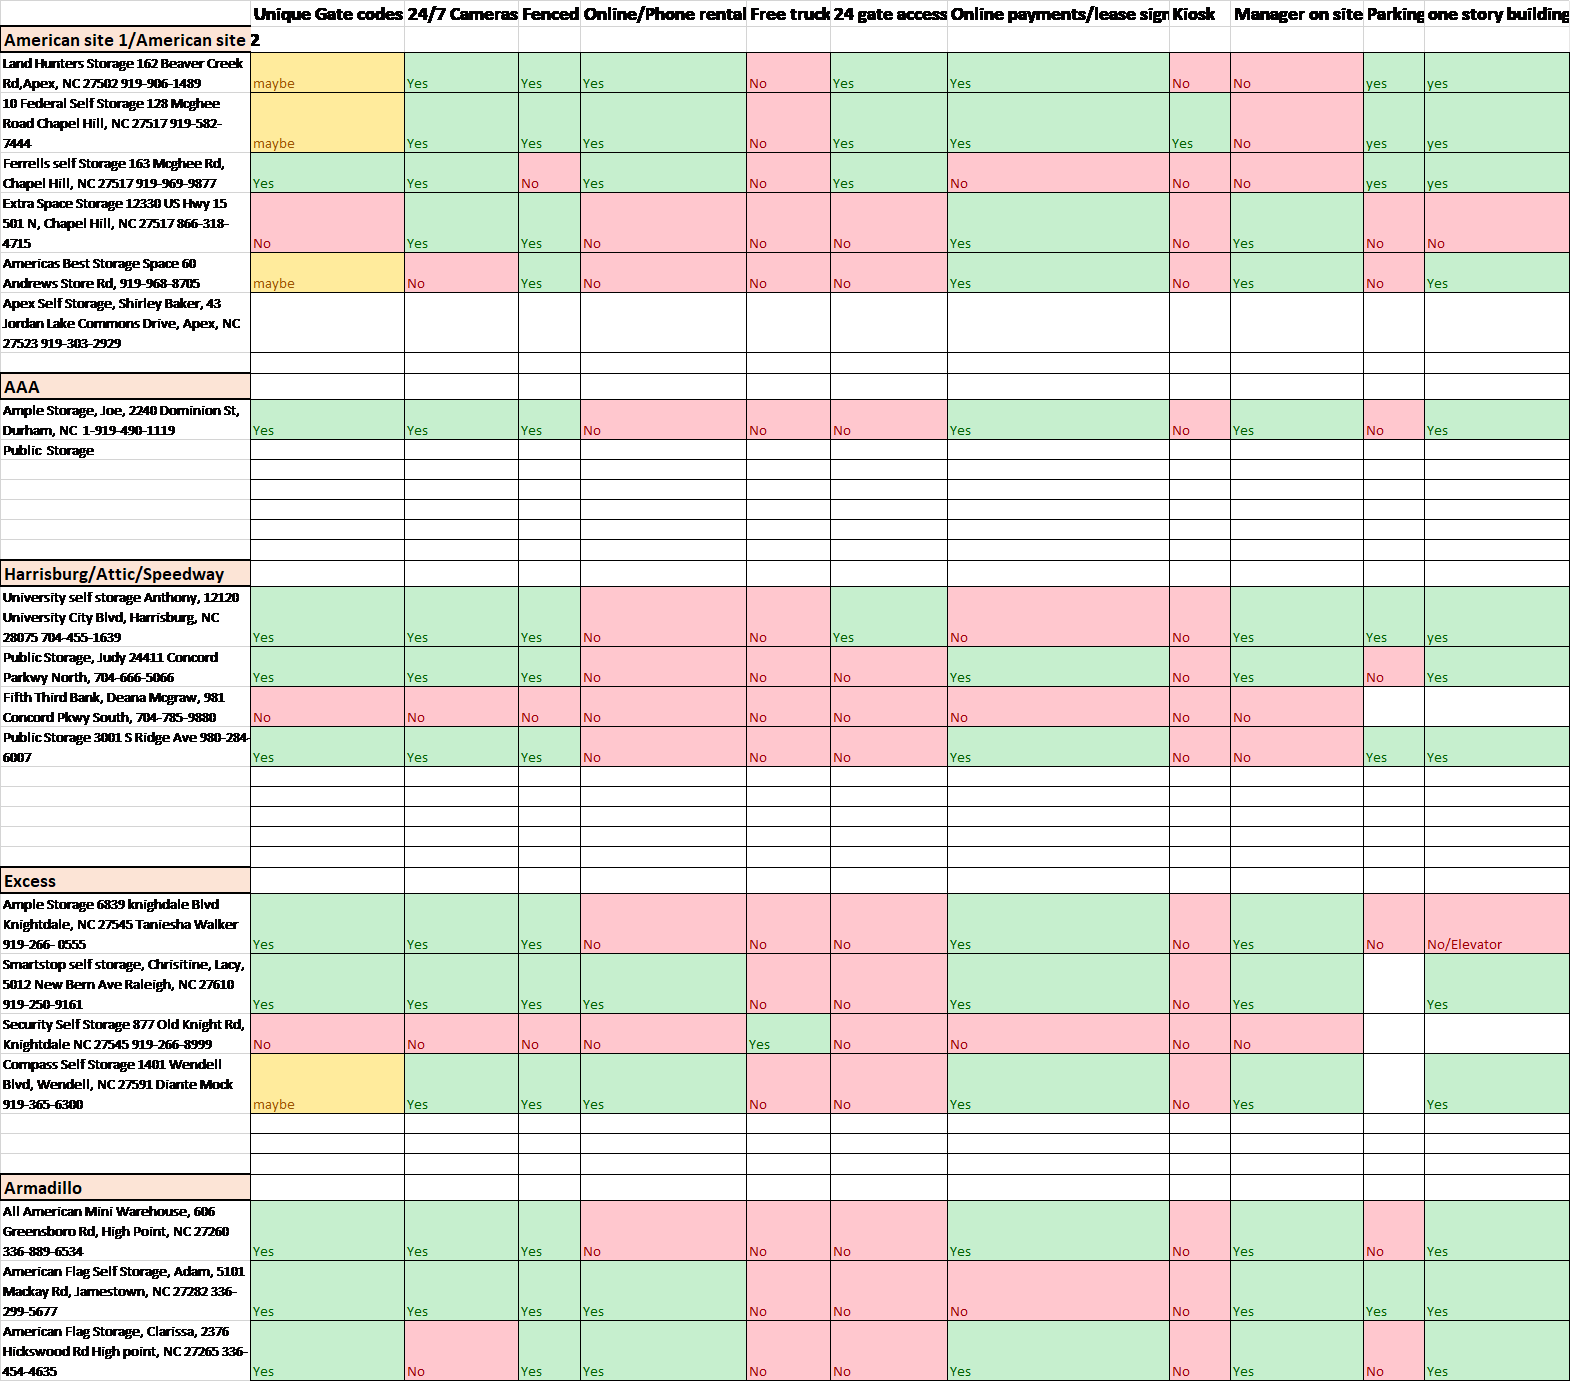 Unique Gate codes 24/7 Cameras Fenced Online/Phone rental Free truck 24 gate access Online payments/lease sign Kiosk Manager on site Parking one story building
American site 1/American site 2
Land Hunters Storage 162 Beaver Creek
Rd,Apex, NC 27502 919-906-1489 maybe Yes Yes Yes No Yes Yes No No yes yes
10 Federal Self Storage 128 Mcghee
Road Chapel Hill, NC 27517 919-582-
7444 maybe Yes Yes Yes No Yes Yes Yes No yes yes
Ferrells self Storage 163 Mcghee Rd,
Chapel Hill, NC 27517 919-969-9877 Yes Yes No Yes No Yes No No No yes yes
Extra Space Storage 12330 US Hwy 15
501 N, Chapel Hill, NC 27517 866-318-
4715 No Yes Yes No No No Yes No Yes No No
Americas Best Storage Space 60
Andrews Store Rd, 919-968-8705 maybe No Yes No No No Yes No Yes No Yes
Apex Self Storage, Shirley Baker, 43
Jordan Lake Commons Drive, Apex, NC
27523 919-303-2929
AAA
Ample Storage, Joe, 2240 Dominion St,
Durham, NC 1-919-490-1119 Yes Yes Yes No No No Yes No Yes No Yes
Public Storage
Harrisburg/Attic/Speedway
University self storage Anthony, 12120
University City Blvd, Harrisburg, NC
28075 704-455-1639 Yes Yes Yes No No Yes No No Yes Yes yes
Public Storage, Judy 24411 Concord
Parkway North, 704-666-5066 Yes Yes Yes No No No Yes No Yes No Yes
Fifth Third Bank, Deana Mcgraw, 981
Concord Pkwy South, 704-785-9880 No No No No No No No No No
Public Storage 3001 S Ridge Ave 980-284-
6007 Yes Yes Yes No No No Yes No No Yes Yes
Excess
Ample Storage 6839 knighdale Blvd
Knightdale, NC 27545 Taniesha Walker
919-266- 0555 Yes Yes Yes No No No Yes No Yes No No/Elevator
Smartstop self storage, Chrisitine, Lacy,
5012 New Bern Ave Raleigh, NC 27610
919-250-9161 Yes Yes Yes Yes No No Yes No Yes Yes
Security Self Storage 877 Old Knight Rd,
Knightdale NC 27545 919-266-8999 No No No No Yes No No No No
Compass Self Storage 1401 Wendell
Blvd, Wendell, NC 27591 Diante Mock
919-365-6300 maybe Yes Yes Yes No No Yes No Yes Yes
Armadillo
All American Mini Warehouse, 606
Greensboro Rd, High Point, NC 27260
336-889-6534 Yes Yes Yes No No No Yes No Yes No Yes
American Flag Self Storage, Adam, 5101
Mackay Rd, Jamestown, NC 27282 336-
299-5677 Yes Yes Yes Yes No No No No Yes Yes Yes
American Flag Storage, Clarissa, 2376
Hickswood Rd High point, NC 27265 336-
454-4635 Yes No Yes Yes No No Yes No Yes No Yes